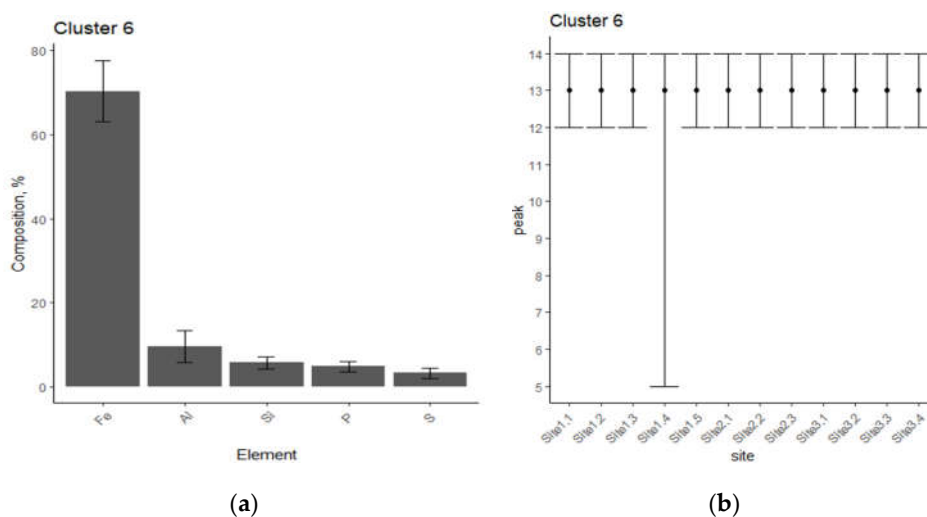 Cluster 6
Composition, %
80
60
40
20
0
Fe
Al
Si
P
S
Element
(a)
Cluster 6
peak
14
13
12
11
10
9
8
7
6
5
Site1,1
Site1,2
Site1,3
Site1,4
Site1,5
Site2,1
Site2,2
Site2,3
Site3,1
Site3,2
Site3,3
Site3,4
site
(b)